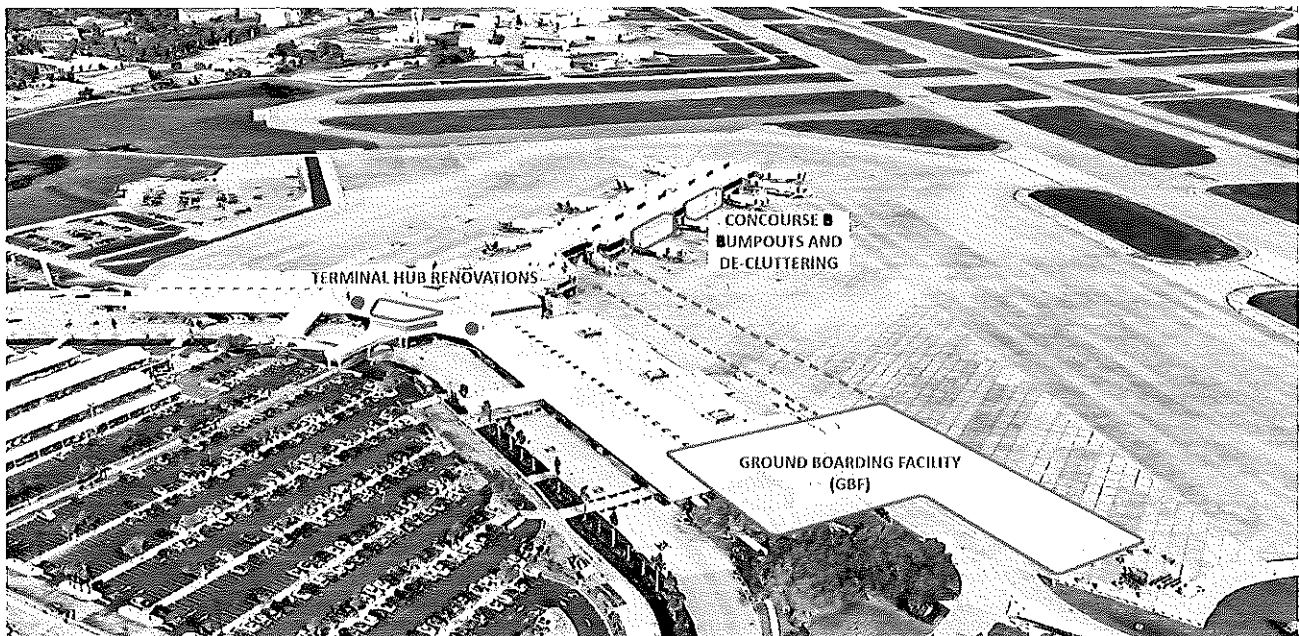 TERMINAL HUB RENOVATIONS
CONCOURSE B
BUMPOUTS AND
DE-CLUTTERING
GROUND BOARDING FACILITY
(GBF)